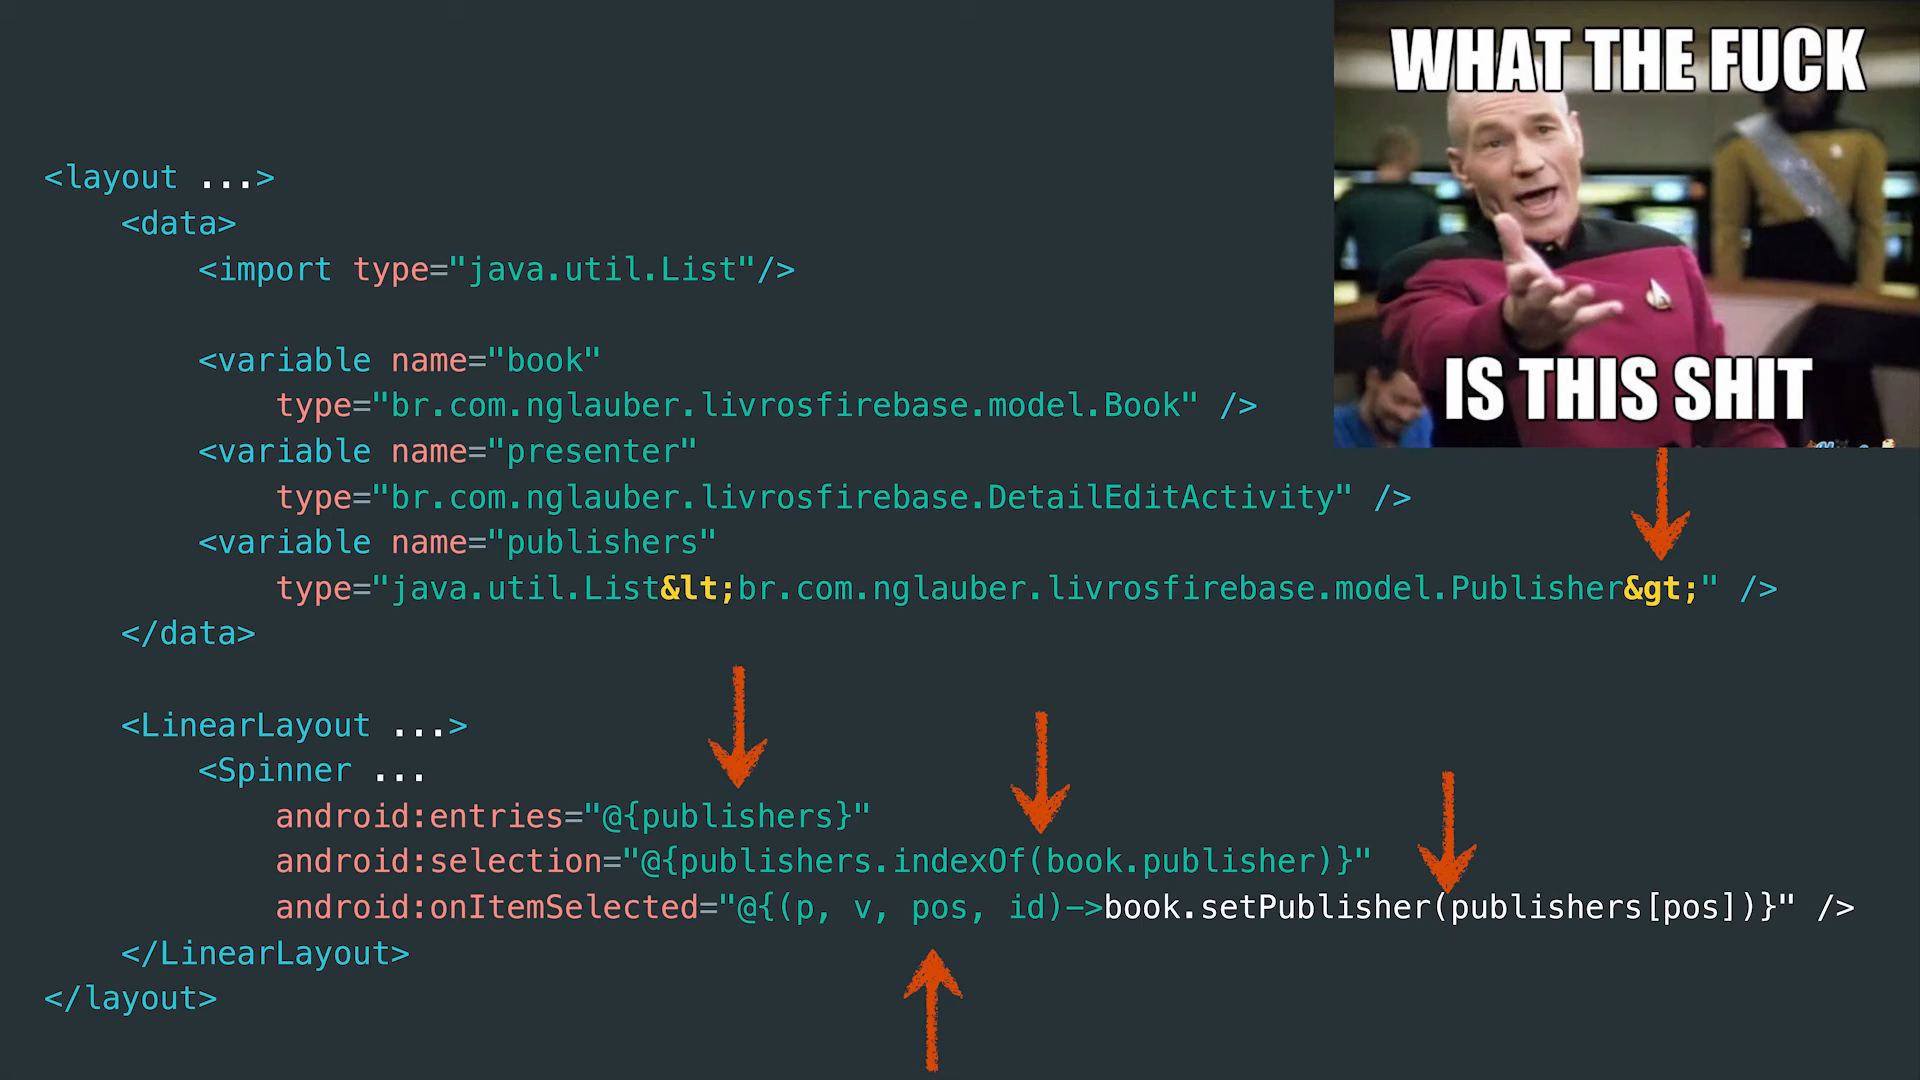 WHAT THE FUCK
IS THIS SHIT
<layout ...>
<data>
<import type="java.util.List"/>
<variable name="book"
type="br.com.nglauber.livrosfirebase.model.Book" />
<variable name="presenter"
type="br.com.nglauber.livrosfirebase.DetailEditActivity" />
<variable name="publishers"
type="java.util.List&lt;br.com.nglauber.livrosfirebase.model.Publisher&gt;" />
</data>
<LinearLayout ...>
<Spinner ...
android:entries="@{publishers}"
android:selection="@{publishers.indexOf(book.publisher)}"
android:onItemSelected="@{(p, v, pos, id)->book.setPublisher(publishers[pos])}" />
</LinearLayout>
</layout>